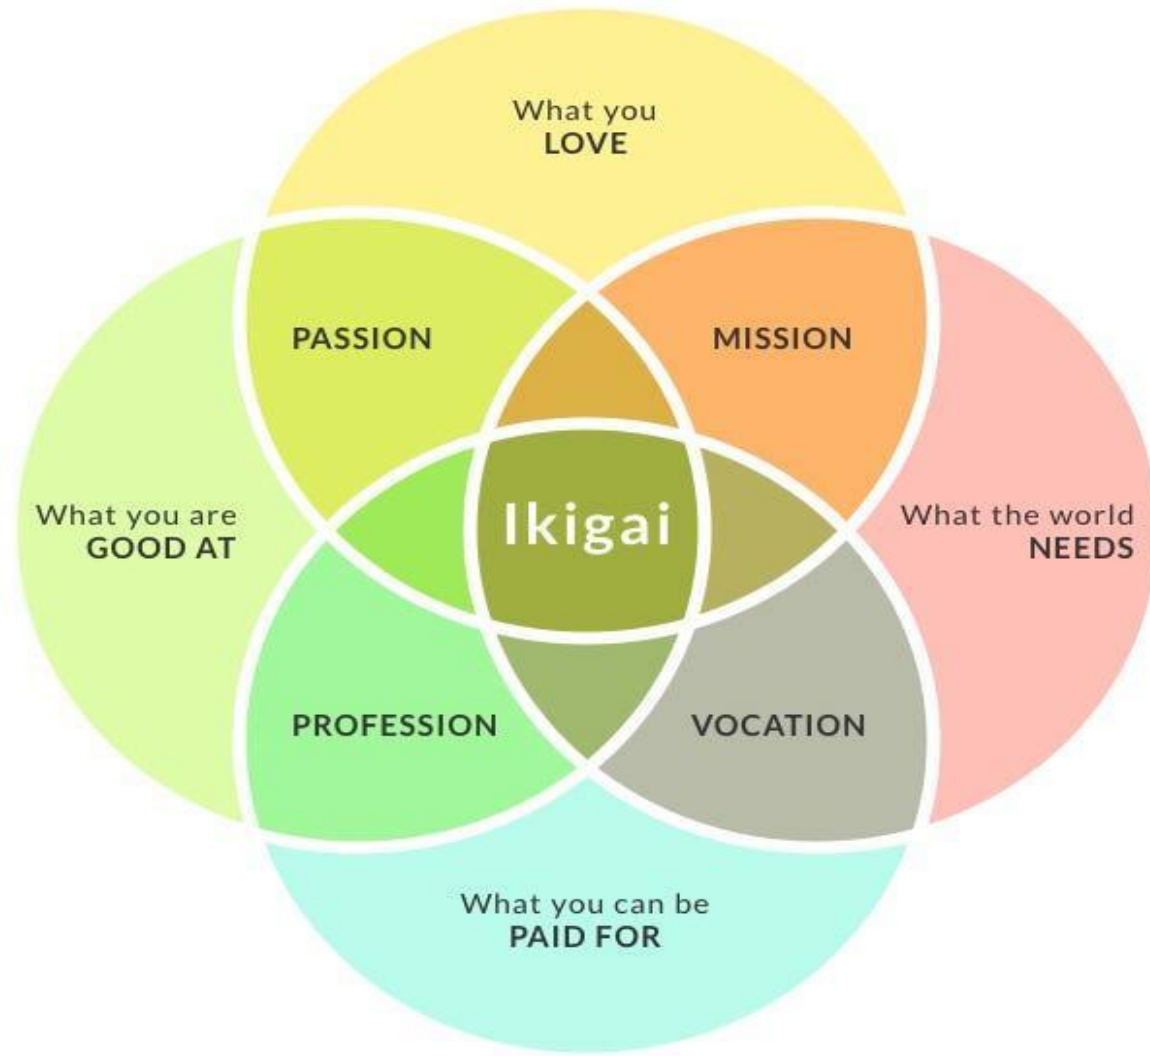 What you
LOVE
PASSION
MISSION
What you are
GOOD AT
Ikigai
What the world
NEEDS
PROFESSION
VOCATION
What you can be
PAID FOR